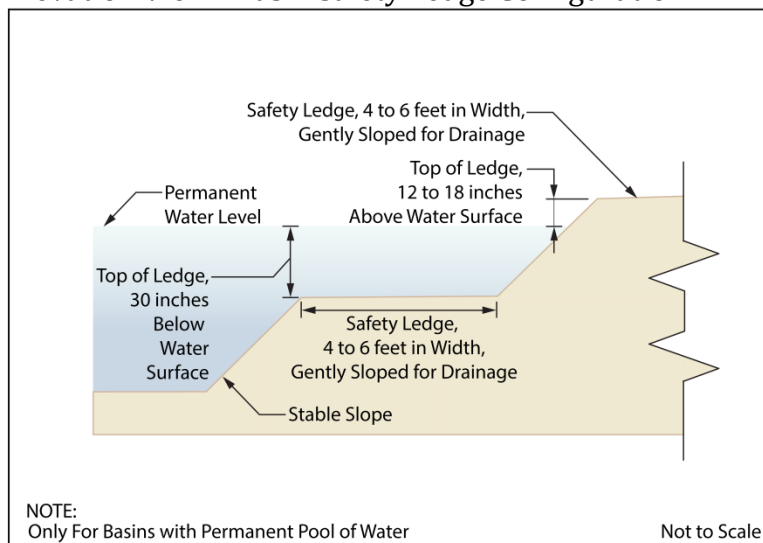 Safety Ledge, 4 to 6 feet in Width,
Gently Sloped for Drainage
Top of Ledge,
12 to 18 inches
Above Water Surface
Permanent
Water Level
Top of Ledge,
30 inches
Below
Water
Surface
Safety Ledge,
4 to 6 feet in Width,
Gently Sloped for Drainage
Stable Slope
NOTE:
Only For Basins with Permanent Pool of Water
Not to Scale